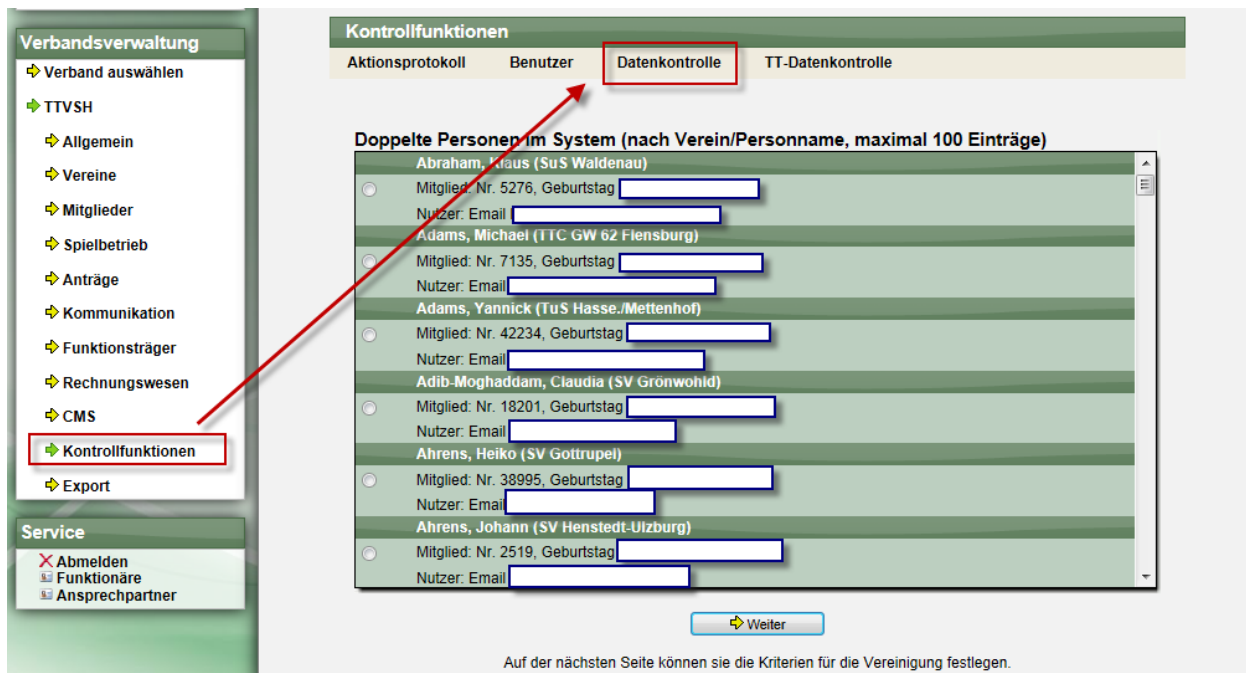 Verbandsverwaltung
Verband auswählen
TTVSH
Allgemein
Vereine
Mitglieder
Spielbetrieb
Anträge
Kommunikation
Funktionsträger
Rechnungswesen
CMS
Kontrollfunktionen
Export
Service
Abmelden
Funktionäre
Ansprechpartner
Kontrollfunktionen
Aktionsprotokoll Benutzer Datenkontrolle TT-Datenkontrolle
Doppelte Personen im System (nach Verein/Personname, maximal 100 Einträge)
Abraham, Klaus (SuS Waldenau)
Mitglied: Nr. 5276, Geburtstag
Nutzer: Email
Adams, Michael (TTC GW 62 Flensburg)
Mitglied: Nr. 7135, Geburtstag
Nutzer: Email
Adams, Yannick (TuS Hasse./Mettenhof)
Mitglied: Nr. 42234, Geburtstag
Nutzer: Email
Adib-Moghaddam, Claudia (SV Grönwohld)
Mitglied: Nr. 18201, Geburtstag
Nutzer: Email
Ahrens, Heiko (SV Gottrupel)
Mitglied: Nr. 38995, Geburtstag
Nutzer: Email
Ahrens, Johann (SV Henstedt-Ulzburg)
Mitglied: Nr. 2519, Geburtstag
Nutzer: Email
Weiter
Auf der nächsten Seite können sie die Kriterien für die Vereinigung festlegen.